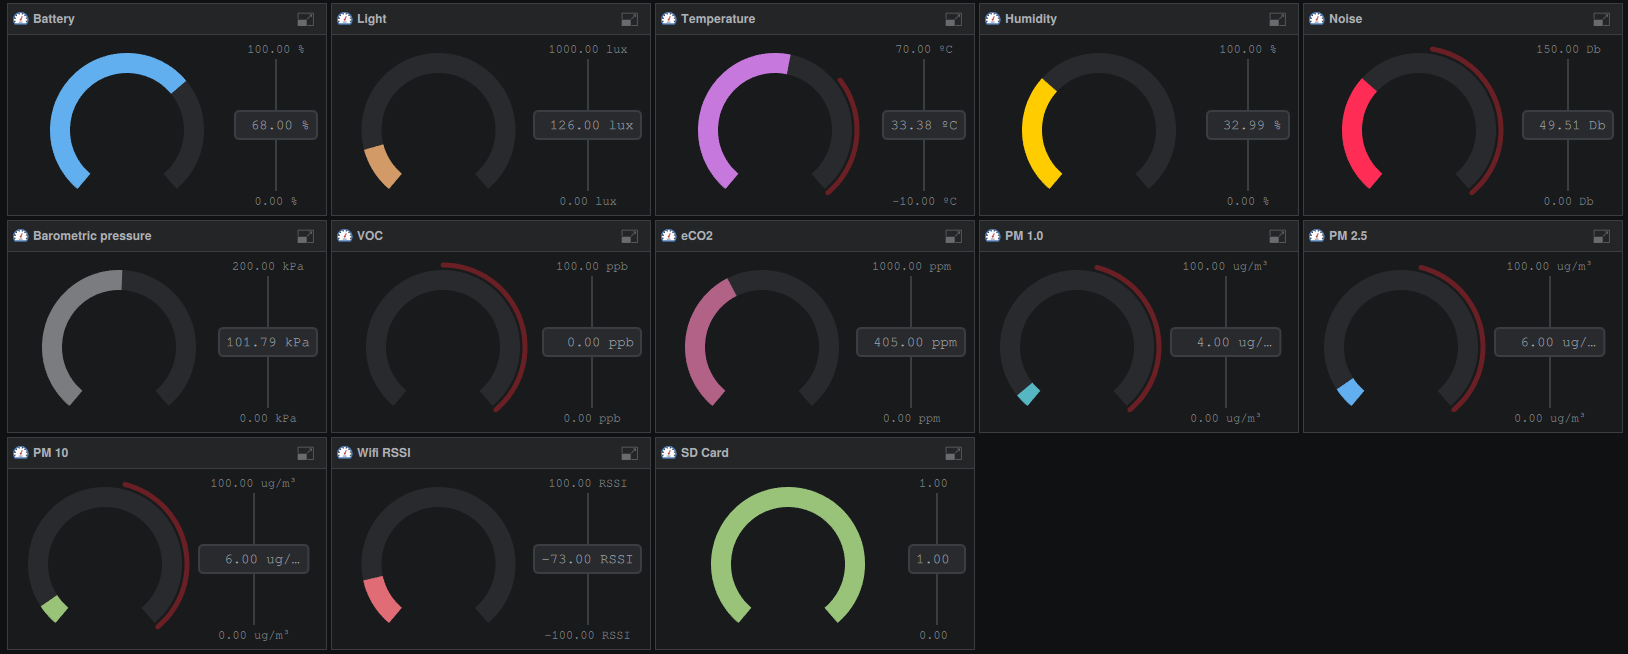 Battery
100.00 %
68.00 %
0.00 %
Light
1000.00 lux
126.00 lux
0.00 lux
Temperature
70.00 ºC
33.38 ºC
-10.00 ºC
Humidity
100.00 %
32.99 %
0.00 %
Noise
150.00 Db
49.51 Db
0.00 Db
Barometric pressure
200.00 kPa
101.79 kPa
0.00 kPa
VOC
100.00 ppb
0.00 ppb
0.00 ppb
eCO2
1000.00 ppm
405.00 ppm
0.00 ppm
PM 1.0
100.00 ug/m³
4.00 ug/…
0.00 ug/m³
PM 2.5
100.00 ug/m³
6.00 ug/…
0.00 ug/m³
PM 10
100.00 ug/m³
6.00 ug/…
0.00 ug/m³
Wifi RSSI
100.00 RSSI
-73.00 RSSI
-100.00 RSSI
SD Card
1.00
1.00
0.00